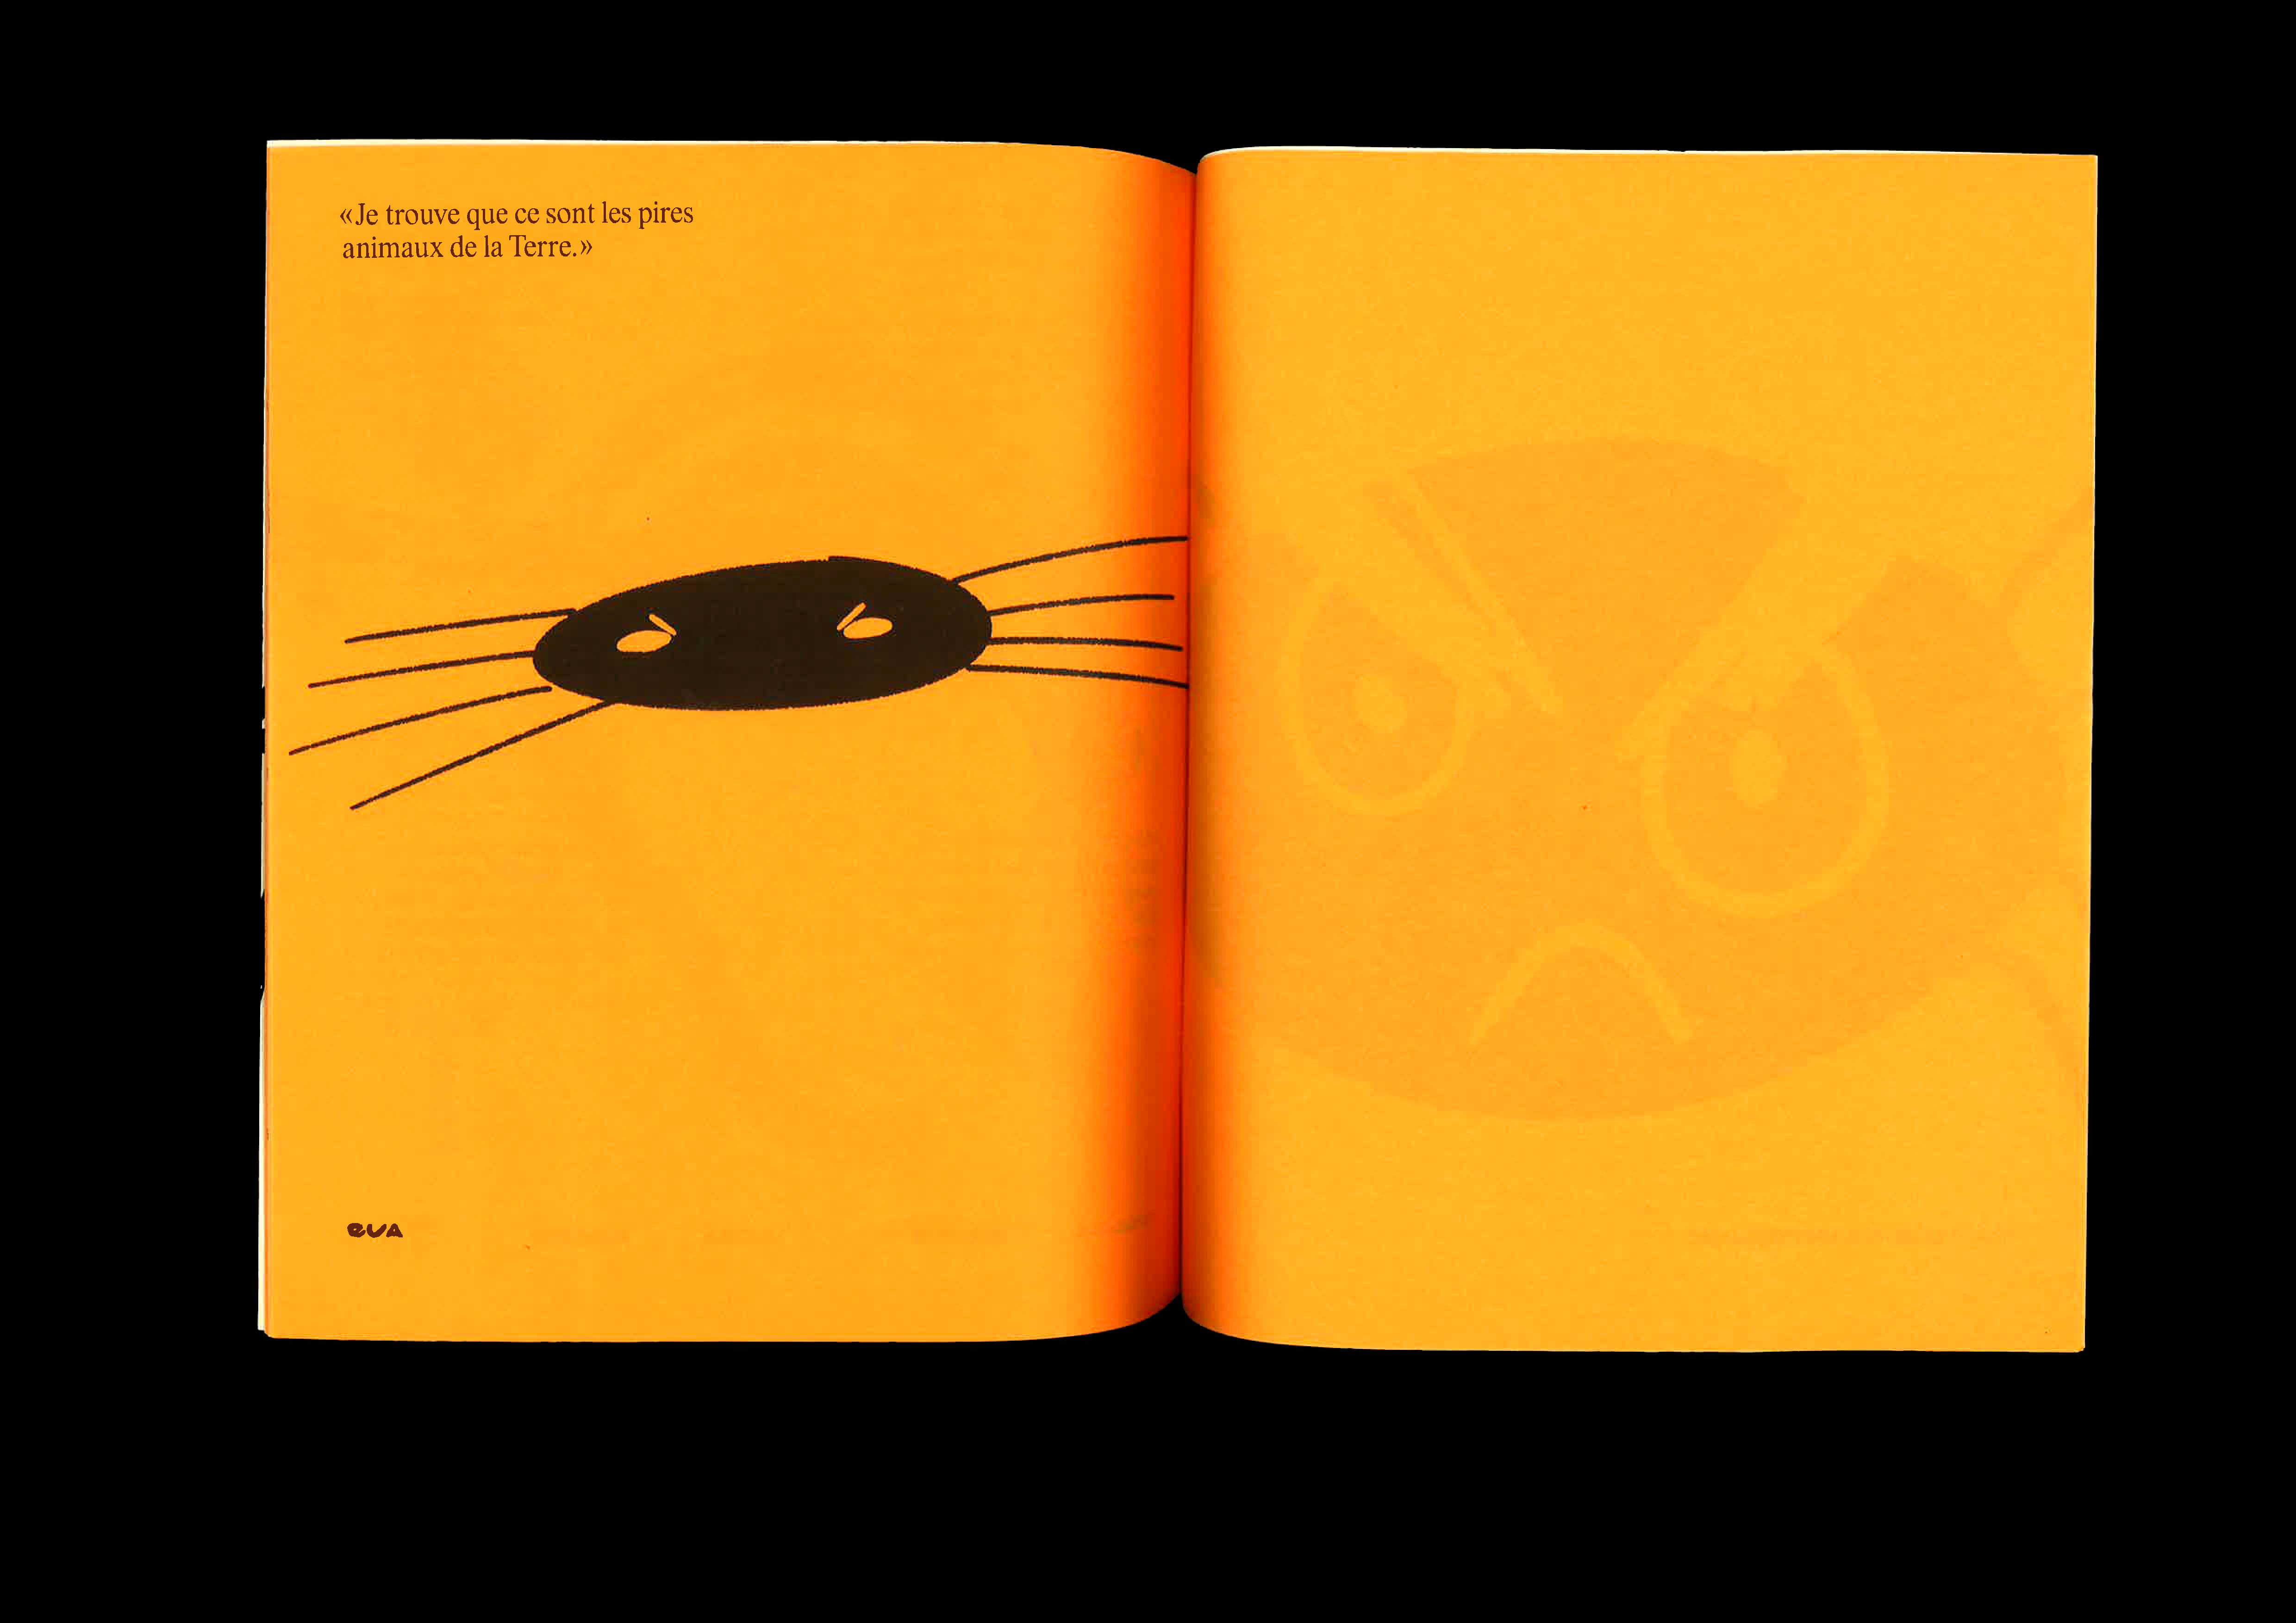 «Je trouve que ce sont les pires
animaux de la Terre.»
eva